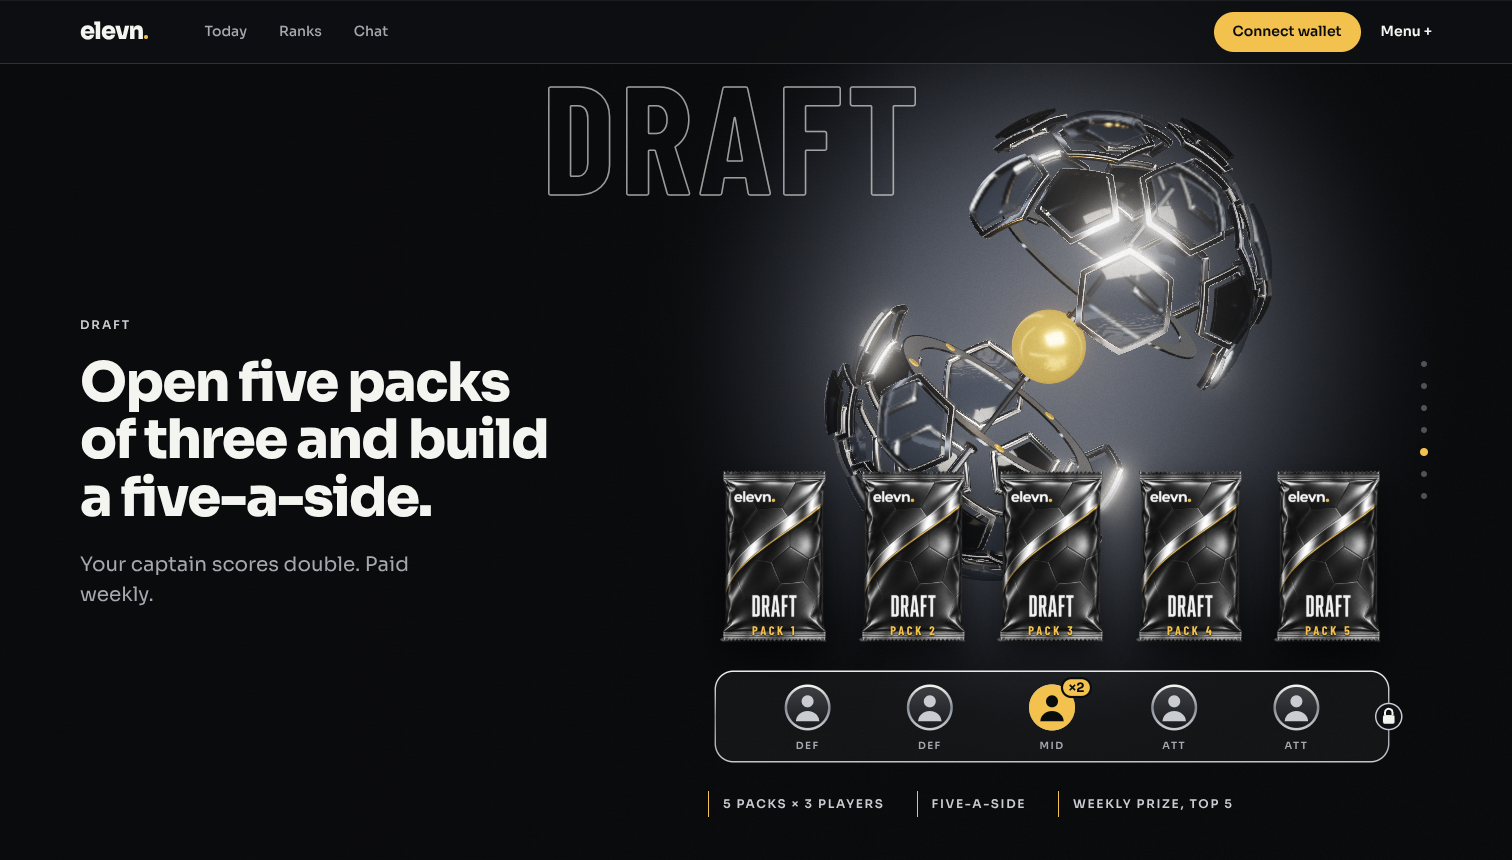 elevn.
Today
Ranks
Chat
Connect wallet
Menu +
DRAFT
DRAFT
Open five packs
of three and build
a five-a-side.
Your captain scores double. Paid
weekly.
elevn.
DRAFT
PACK 1
elevn.
DRAFT
PACK 2
elevn.
DRAFT
PACK 3
elevn.
DRAFT
PACK 4
elevn.
DRAFT
PACK 5
×2
DEF
DEF
MID
ATT
ATT
5 PACKS × 3 PLAYERS
FIVE-A-SIDE
WEEKLY PRIZE, TOP 5